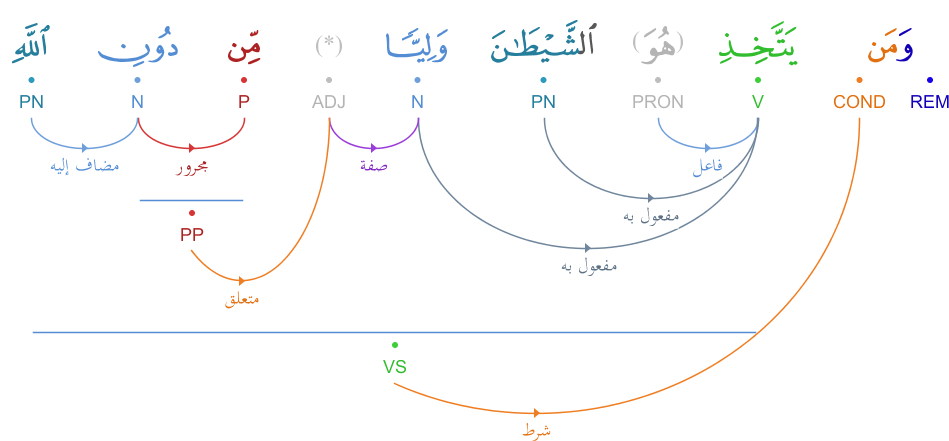 وَمَن يَتَّخِذِ (هُوَ) ٱلشَّيْطَـٰنَ وَلِيًّا (*) مِّن دُونِ ٱللَّهِ
REM COND V PRON PN N ADJ P N PN
فاعل صفة مجرور مضاف إليه
مفعول به
PP
مفعول به
متعلق
VS
شرط